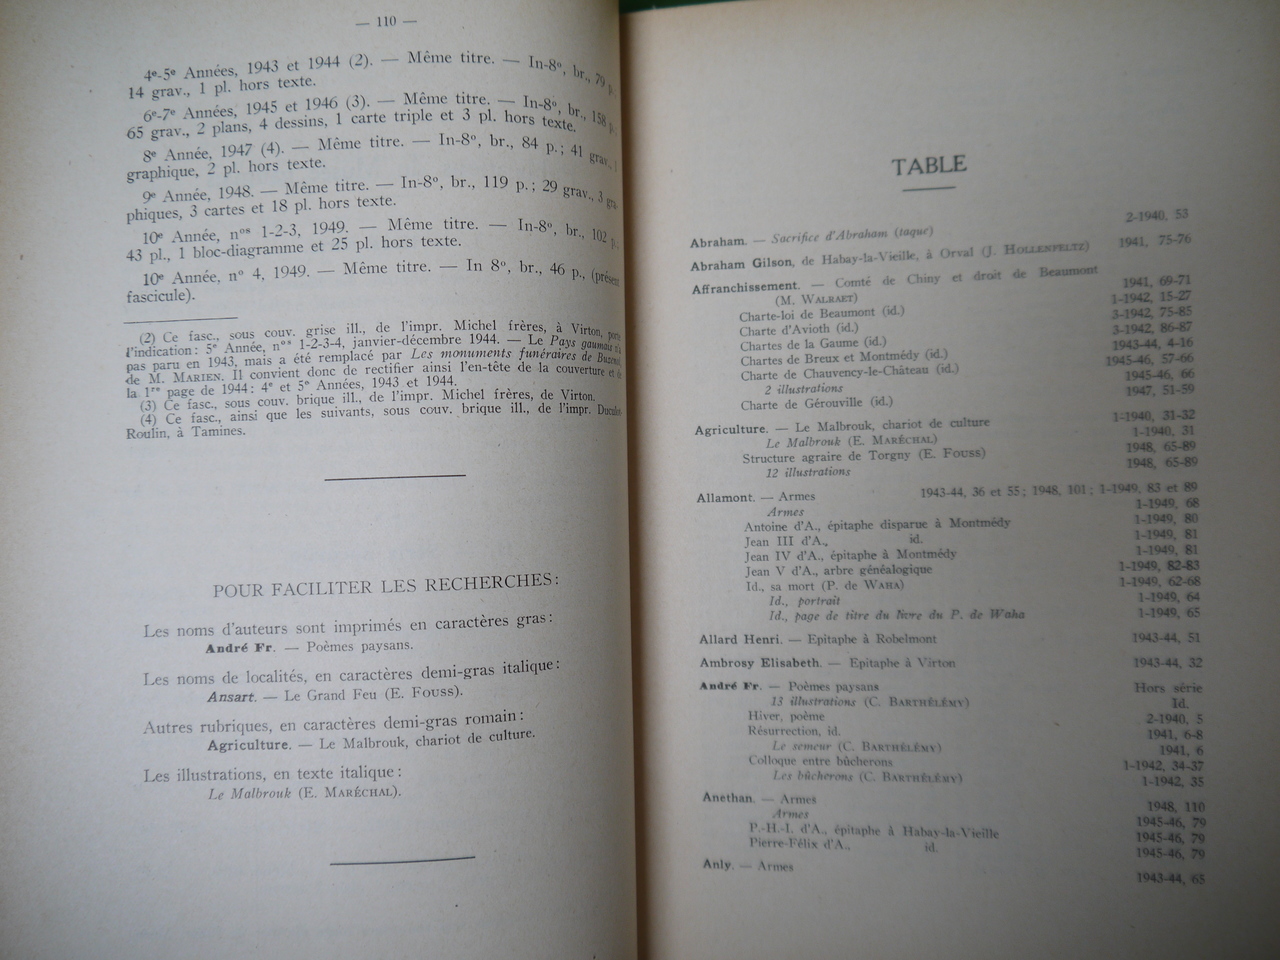 — 110 —
4e-5e Années, 1943 et 1944 (2). — Même titre. — In-8°, br., 79 p.
14 grav., 1 pl. hors texte.
6e-7e Années, 1945 et 1946 (3). — Même titre. — In-8°, br., 158 p.
65 grav., 2 plans, 4 dessins, 1 carte triple et 3 pl. hors texte.
8e Année, 1947 (4). — Même titre. — In-8°, br., 84 p.; 41 grav.,
graphique, 2 pl. hors texte.
9e Année, 1948. — Même titre. — In-8°, br., 119 p.; 29 grav., 3 gra-
phiques, 3 cartes et 18 pl. hors texte.
10e Année, nos 1-2-3, 1949. — Même titre. — In-8°, br., 102 p.
43 pl., 1 bloc-diagramme et 25 pl. hors texte.
10e Année, n° 4, 1949. — Même titre. — In 8°, br., 46 p., (présent
fascicule).
(2) Ce fasc., sous couv. grise ill., de l'impr. Michel frères, à Virton, porte
l'indication: 5e Année, nos 1-2-3-4, janvier-décembre 1944. — Le Pays gaumais n'a
pas paru en 1943, mais a été remplacé par Les monuments funéraires de Buzenol,
de M. MARIEN. Il convient donc de rectifier ainsi l'en-tête de la couverture et de
la 1re page de 1944: 4e et 5e Années, 1943 et 1944.
(3) Ce fasc., sous couv. brique ill., de l'impr. Michel frères, de Virton.
(4) Ce fasc., ainsi que les suivants, sous couv. brique ill., de l'impr. Duculot-
Roulin, à Tamines.
POUR FACILITER LES RECHERCHES:
Les noms d'auteurs sont imprimés en caractères gras:
André Fr. — Poèmes paysans.
Les noms de localités, en caractères demi-gras italique:
Ansart. — Le Grand Feu (E. FOUSS).
Autres rubriques, en caractères demi-gras romain:
Agriculture. — Le Malbrouk, chariot de culture.
Les illustrations, en texte italique:
Le Malbrouk (E. MARÉCHAL).
TABLE
Abraham. — Sacrifice d'Abraham (taque) 2-1940, 53
Abraham Gilson, de Habay-la-Vieille, à Orval (J. HOLLENFELTZ) 1941, 75-76
Affranchissement. — Comté de Chiny et droit de Beaumont
(M. WALRAET) 1941, 69-71
Charte-loi de Beaumont (id.) 1-1942, 15-27
Charte d'Avioth (id.) 3-1942, 75-85
Chartes de la Gaume (id.) 3-1942, 86-87
Chartes de Breux et Montmédy (id.) 1943-44, 4-16
Charte de Chauvency-le-Château (id.) 1945-46, 57-66
2 illustrations 1945-46, 66
Charte de Gérouville (id.) 1947, 51-59
Agriculture. — Le Malbrouk, chariot de culture 1-1940, 31-32
Le Malbrouk (E. MARÉCHAL) 1-1940, 31
Structure agraire de Torgny (E. FOUSS) 1948, 65-89
12 illustrations 1948, 65-89
Allamont. — Armes 1943-44, 36 et 55; 1948, 101; 1-1949, 83 et 89
Armes 1-1949, 68
Antoine d'A., épitaphe disparue à Montmédy 1-1949, 80
Jean III d'A., id. 1-1949, 81
Jean IV d'A., épitaphe à Montmédy 1-1949, 81
Jean V d'A., arbre généalogique 1-1949, 82-83
Id., sa mort (P. de WAHA) 1-1949, 62-68
Id., portrait 1-1949, 64
Id., page de titre du livre du P. de Waha 1-1949, 65
Allard Henri. — Epitaphe à Robelmont 1943-44, 51
Ambrosy Elisabeth. — Epitaphe à Virton 1943-44, 32
André Fr. — Poèmes paysans Hors série
13 illustrations (C. BARTHÉLÉMY) Id.
Hiver, poème 2-1940, 5
Résurrection, id. 1941, 6-8
Le semeur (C. BARTHÉLÉMY) 1941, 6
Colloque entre bûcherons 1-1942, 34-37
Les bûcherons (C. BARTHÉLÉMY) 1-1942, 35
Anethan. — Armes 1948, 110
Armes 1945-46, 79
P.-H.-I. d'A., épitaphe à Habay-la-Vieille 1945-46, 79
Pierre-Félix d'A., id. 1945-46, 79
Anly. — Armes 1943-44, 65